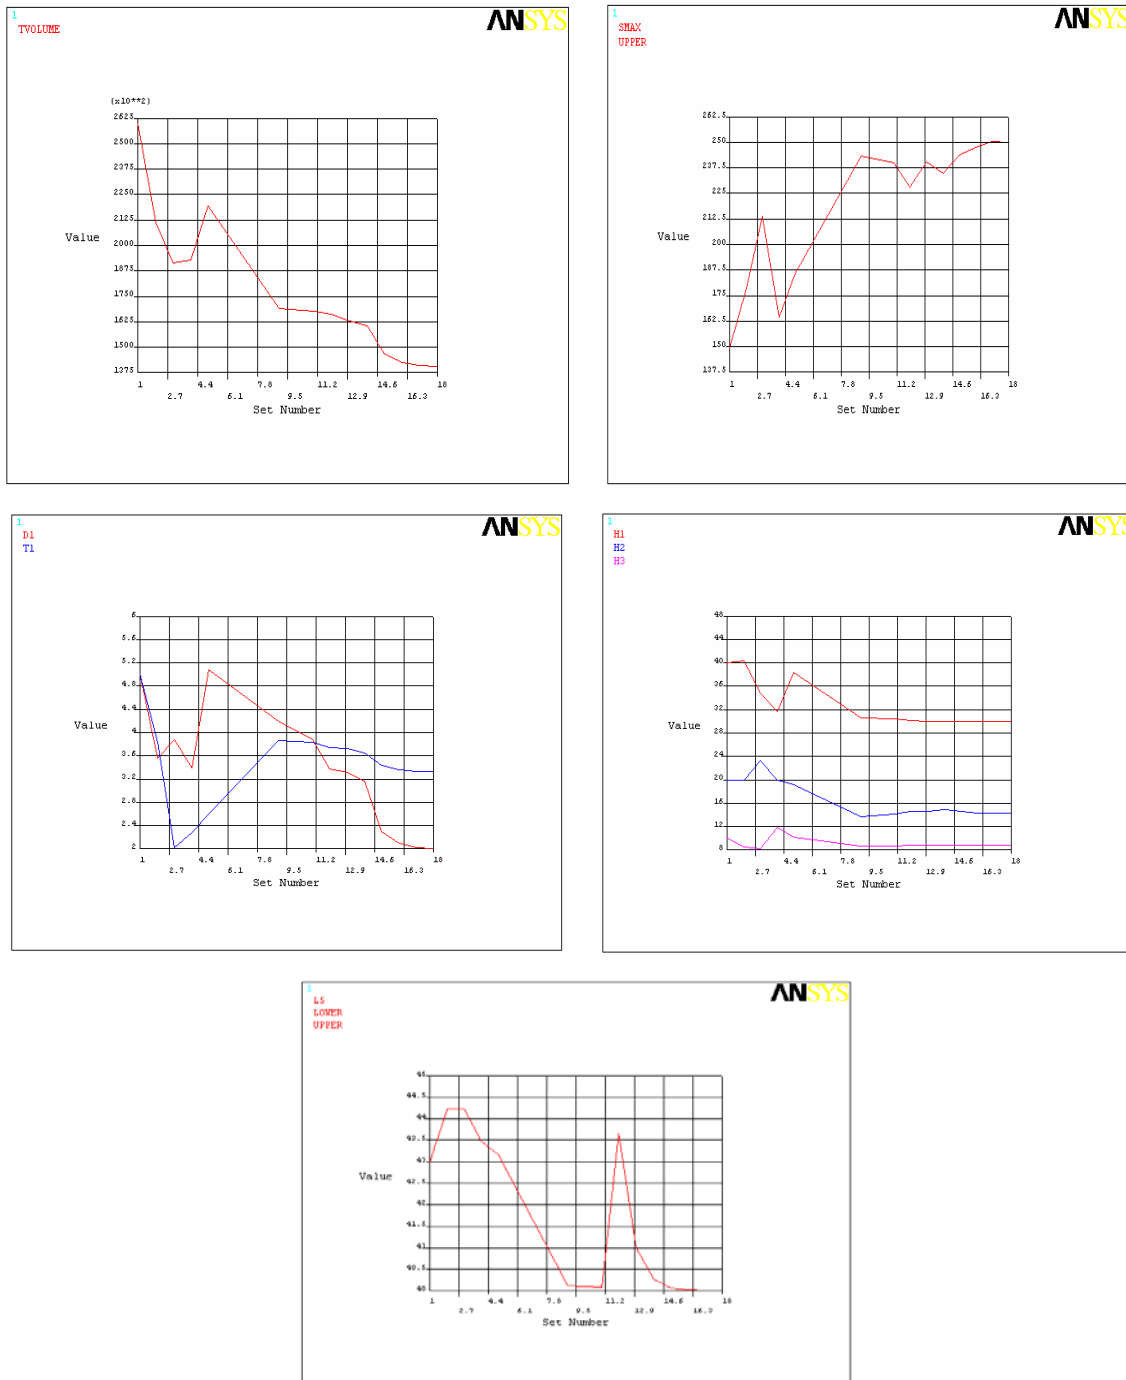 1
ANSYS
TVOLUME
(x10**2)
2625
2500
2375
2250
2125
2000
1875
1750
1625
1500
1375
Value
1 4.4 7.8 11.2 14.6 18
2.7 6.1 9.5 12.9 16.3
Set Number
1
ANSYS
SMAX
UPPER
262.5
250
237.5
225
212.5
200
187.5
175
162.5
150
137.5
Value
1 4.4 7.8 11.2 14.6 18
2.7 6.1 9.5 12.9 16.3
Set Number
1
ANSYS
D1
T1
6
5.6
5.2
4.8
4.4
4
3.6
3.2
2.8
2.4
2
Value
1 4.4 7.8 11.2 14.6 18
2.7 6.1 9.5 12.9 16.3
Set Number
1
ANSYS
H1
H2
H3
48
44
40
36
32
28
24
20
16
12
8
Value
1 4.4 7.8 11.2 14.6 18
2.7 6.1 9.5 12.9 16.3
Set Number
1
ANSYS
L5
LOWER
UPPER
45
44.5
44
43.5
43
42.5
42
41.5
41
40.5
40
Value
1 4.4 7.8 11.2 14.6 18
2.7 6.1 9.5 12.9 16.3
Set Number